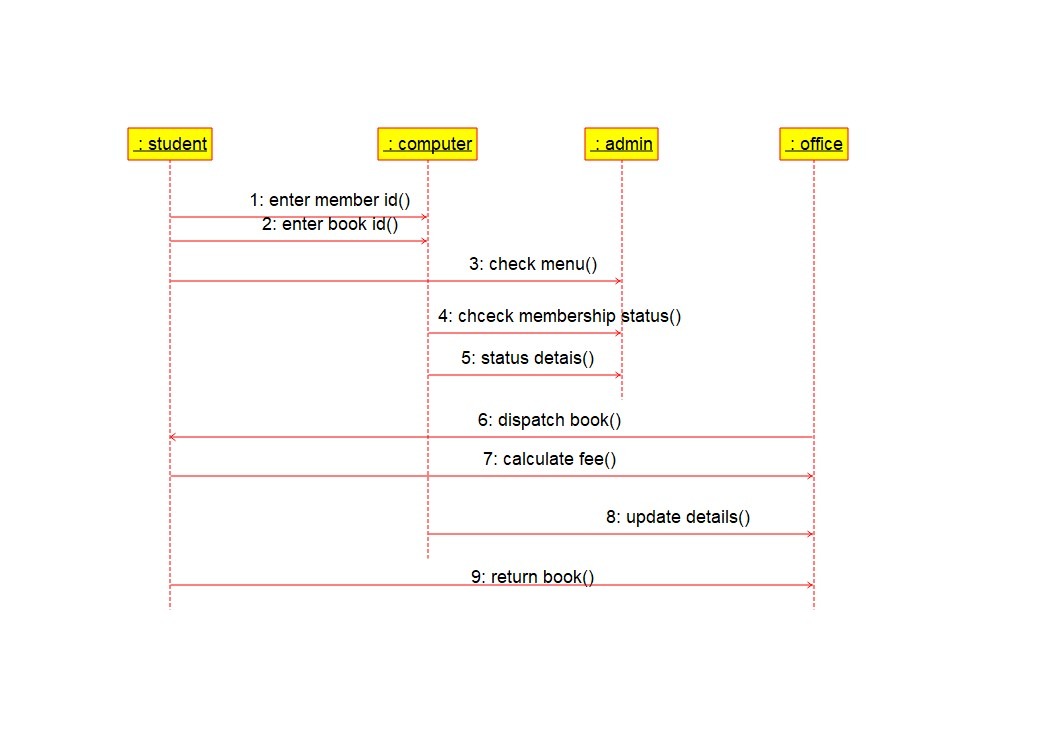 : student
: computer
: admin
: office
1: enter member id()
2: enter book id()
3: check menu()
4: chceck membership status()
5: status detais()
6: dispatch book()
7: calculate fee()
8: update details()
9: return book()